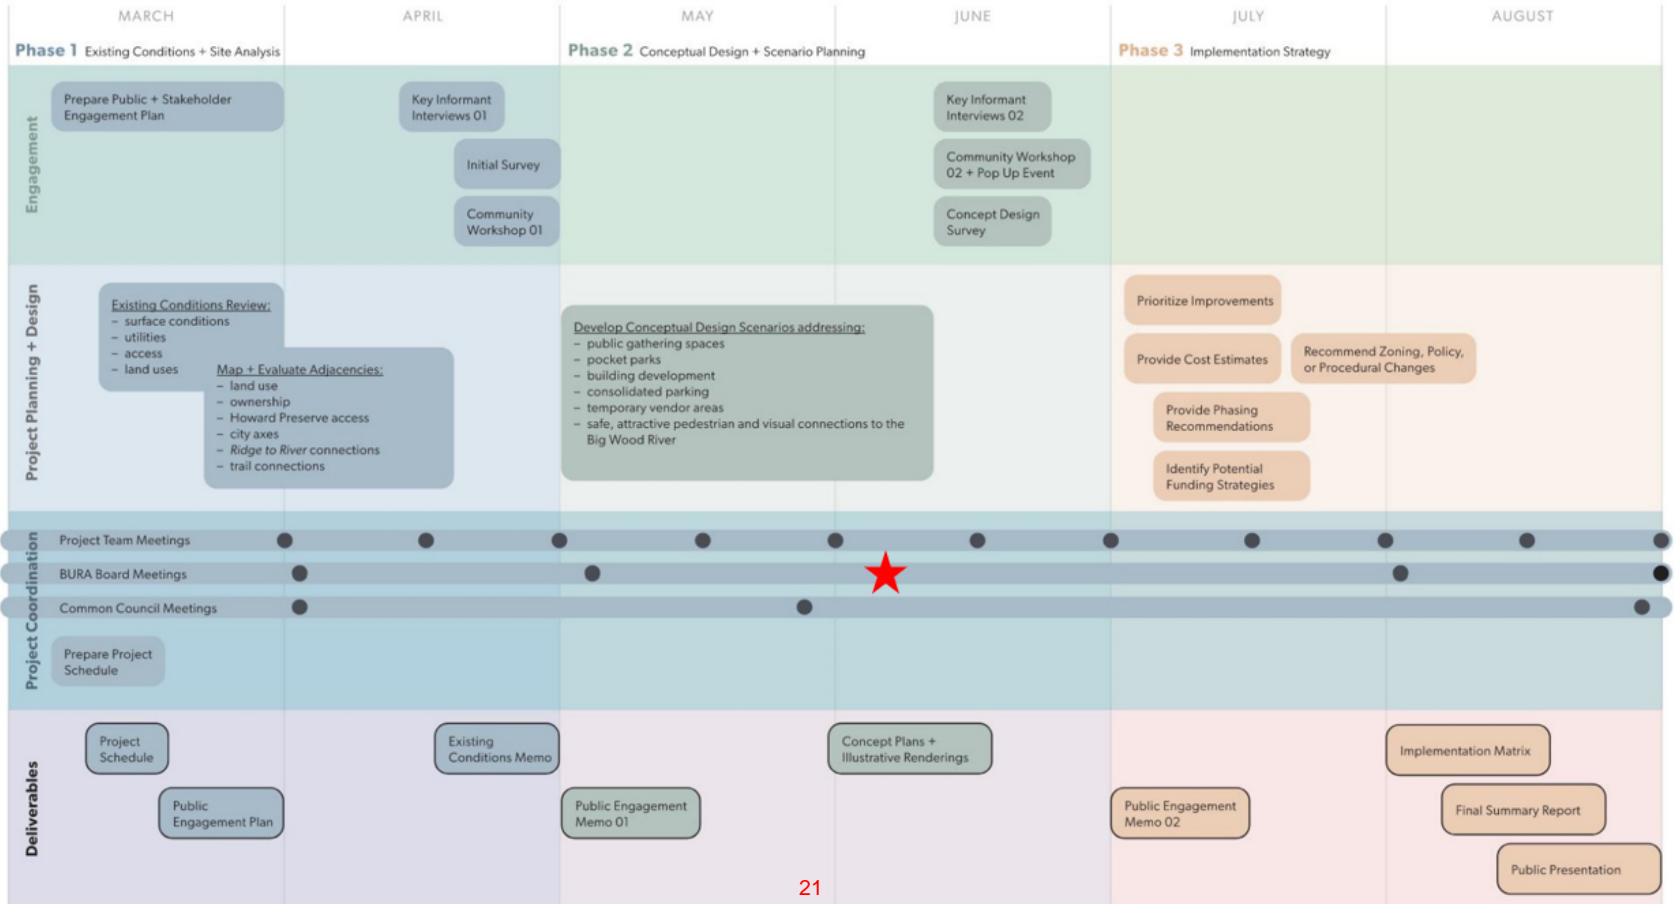 MARCH
APRIL
MAY
JUNE
JULY
AUGUST
Phase 1 Existing Conditions + Site Analysis
Phase 2 Conceptual Design + Scenario Planning
Phase 3 Implementation Strategy
Engagement
Prepare Public + Stakeholder
Engagement Plan
Key Informant
Interviews 01
Initial Survey
Community
Workshop 01
Key Informant
Interviews 02
Community Workshop
02 + Pop Up Event
Concept Design
Survey
Project Planning + Design
Existing Conditions Review:
– surface conditions
– utilities
– access
– land uses
Map + Evaluate Adjacencies:
– land use
– ownership
– Howard Preserve access
– city axes
– Ridge to River connections
– trail connections
Develop Conceptual Design Scenarios addressing:
– public gathering spaces
– pocket parks
– building development
– consolidated parking
– temporary vendor areas
– safe, attractive pedestrian and visual connections to the
Big Wood River
Prioritize Improvements
Provide Cost Estimates
Recommend Zoning, Policy,
or Procedural Changes
Provide Phasing
Recommendations
Identify Potential
Funding Strategies
Project Coordination
Project Team Meetings
BURA Board Meetings
Common Council Meetings
Prepare Project
Schedule
Deliverables
Project
Schedule
Public
Engagement Plan
Existing
Conditions Memo
Public Engagement
Memo 01
Concept Plans +
Illustrative Renderings
Public Engagement
Memo 02
Implementation Matrix
Final Summary Report
Public Presentation
21